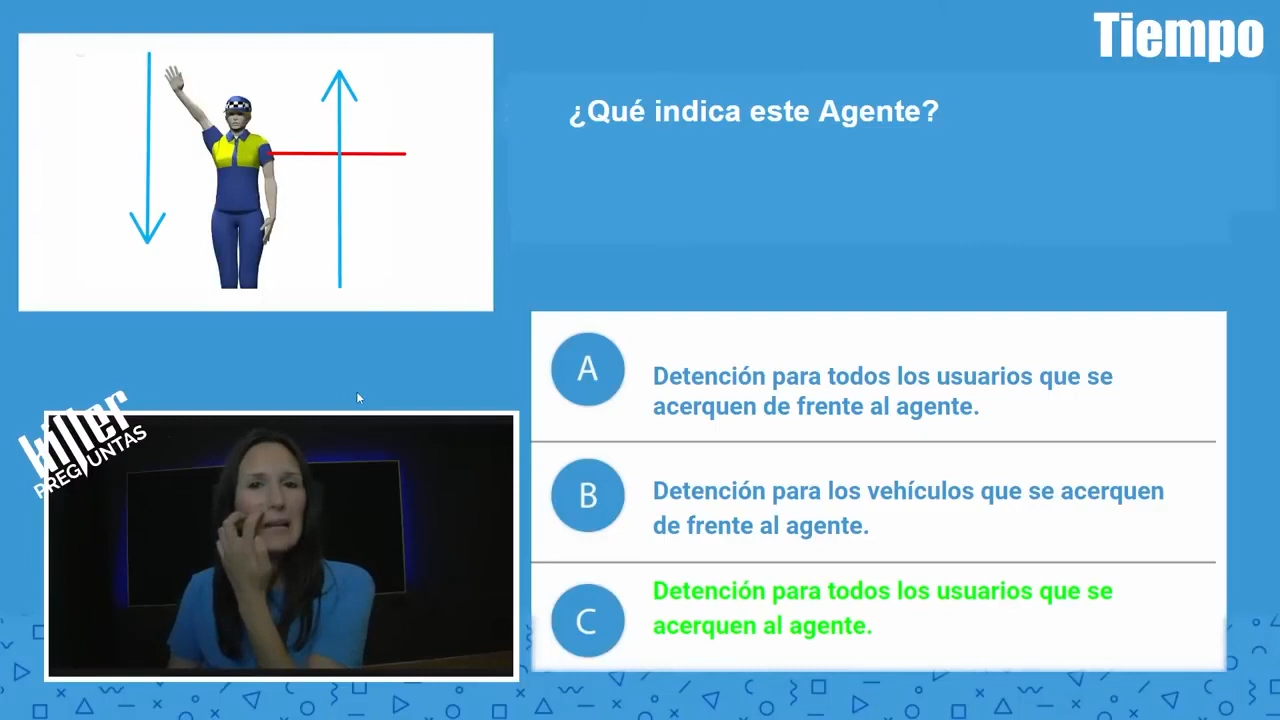 Tiempo
¿Qué indica este Agente?
A
Detención para todos los usuarios que se
acerquen de frente al agente.
B
Detención para los vehículos que se acerquen
de frente al agente.
C
Detención para todos los usuarios que se
acerquen al agente.
killer
PREGUNTAS